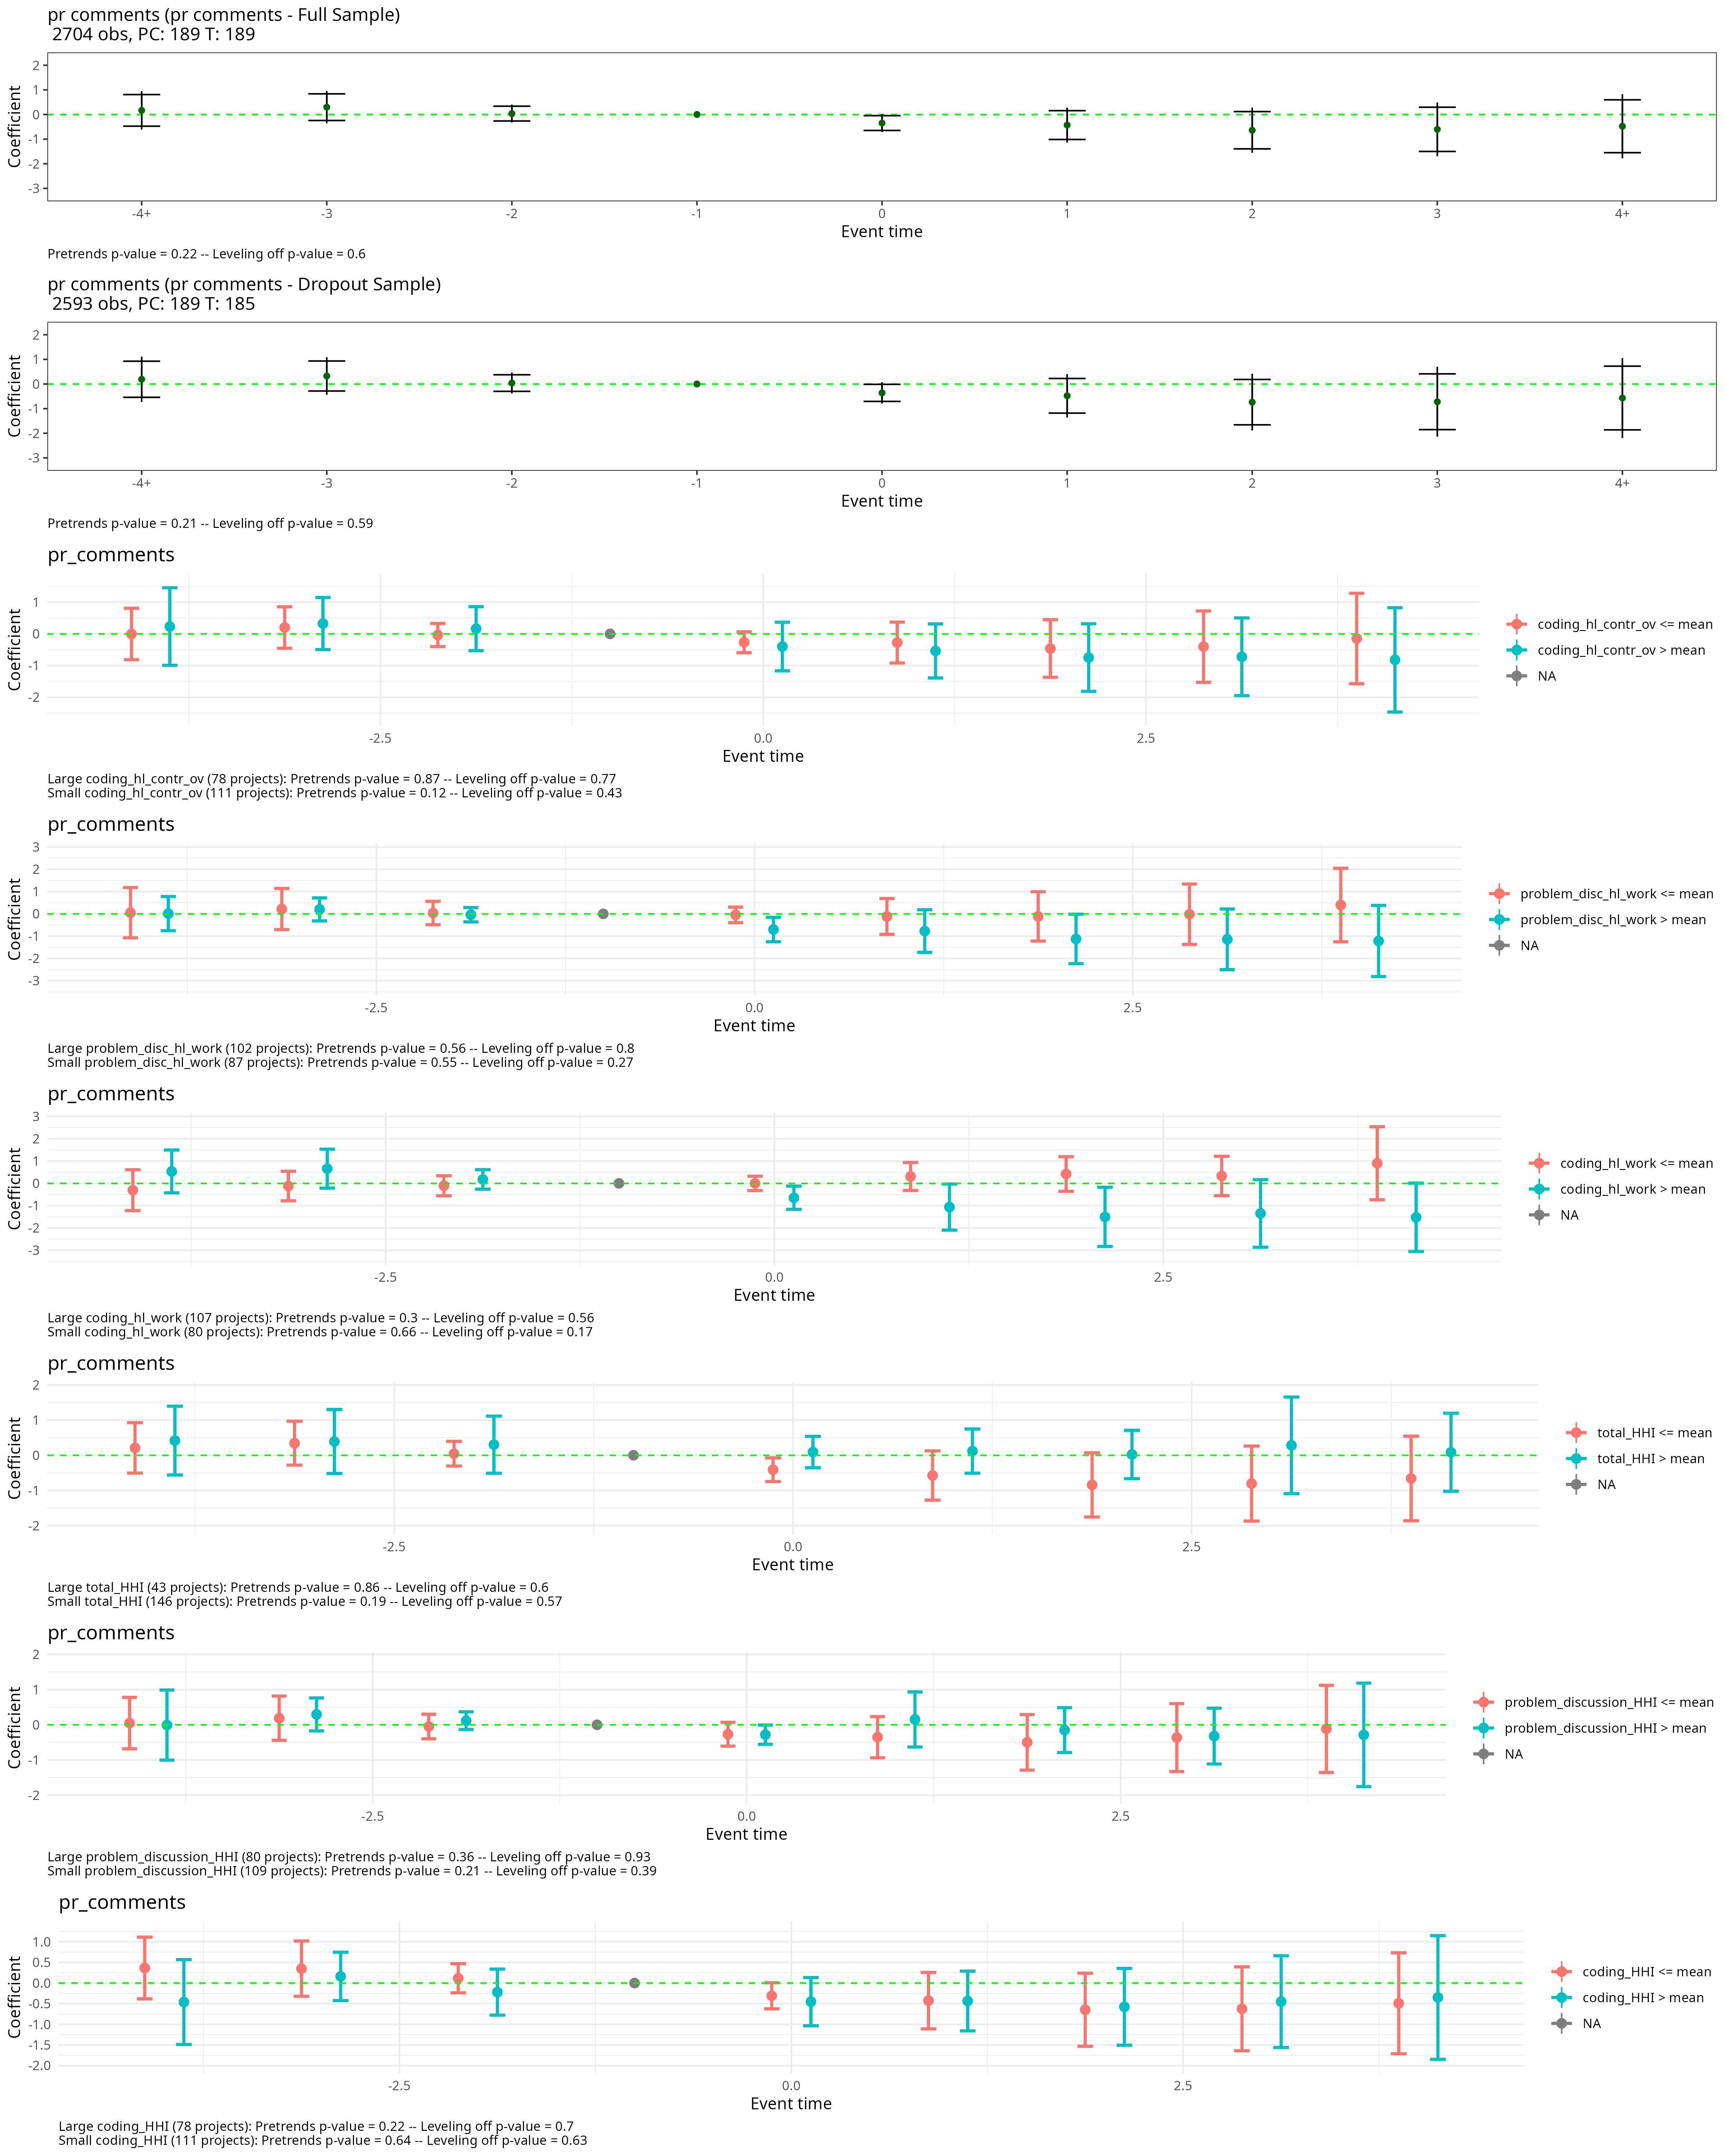 pr comments (pr comments - Full Sample)
2704 obs, PC: 189 T: 189
2
1
0
-1
-2
-3
Coefficient
-4+ -3 -2 -1 0 1 2 3 4+
Event time
Pretrends p-value = 0.22 -- Leveling off p-value = 0.6
pr comments (pr comments - Dropout Sample)
2593 obs, PC: 189 T: 185
2
1
0
-1
-2
-3
Coefficient
-4+ -3 -2 -1 0 1 2 3 4+
Event time
Pretrends p-value = 0.21 -- Leveling off p-value = 0.59
pr_comments
1
0
-1
-2
Coefficient
-2.5 0.0 2.5
Event time
coding_hl_contr_ov <= mean
coding_hl_contr_ov > mean
NA
Large coding_hl_contr_ov (78 projects): Pretrends p-value = 0.87 -- Leveling off p-value = 0.77
Small coding_hl_contr_ov (111 projects): Pretrends p-value = 0.12 -- Leveling off p-value = 0.43
pr_comments
3
2
1
0
-1
-2
-3
Coefficient
-2.5 0.0 2.5
Event time
problem_disc_hl_work <= mean
problem_disc_hl_work > mean
NA
Large problem_disc_hl_work (102 projects): Pretrends p-value = 0.56 -- Leveling off p-value = 0.8
Small problem_disc_hl_work (87 projects): Pretrends p-value = 0.55 -- Leveling off p-value = 0.27
pr_comments
3
2
1
0
-1
-2
-3
Coefficient
-2.5 0.0 2.5
Event time
coding_hl_work <= mean
coding_hl_work > mean
NA
Large coding_hl_work (107 projects): Pretrends p-value = 0.3 -- Leveling off p-value = 0.56
Small coding_hl_work (80 projects): Pretrends p-value = 0.66 -- Leveling off p-value = 0.17
pr_comments
2
1
0
-1
-2
Coefficient
-2.5 0.0 2.5
Event time
total_HHI <= mean
total_HHI > mean
NA
Large total_HHI (43 projects): Pretrends p-value = 0.86 -- Leveling off p-value = 0.6
Small total_HHI (146 projects): Pretrends p-value = 0.19 -- Leveling off p-value = 0.57
pr_comments
2
1
0
-1
-2
Coefficient
-2.5 0.0 2.5
Event time
problem_discussion_HHI <= mean
problem_discussion_HHI > mean
NA
Large problem_discussion_HHI (80 projects): Pretrends p-value = 0.36 -- Leveling off p-value = 0.93
Small problem_discussion_HHI (109 projects): Pretrends p-value = 0.21 -- Leveling off p-value = 0.39
pr_comments
1.0
0.5
0.0
-0.5
-1.0
-1.5
-2.0
Coefficient
-2.5 0.0 2.5
Event time
coding_HHI <= mean
coding_HHI > mean
NA
Large coding_HHI (78 projects): Pretrends p-value = 0.22 -- Leveling off p-value = 0.7
Small coding_HHI (111 projects): Pretrends p-value = 0.64 -- Leveling off p-value = 0.63